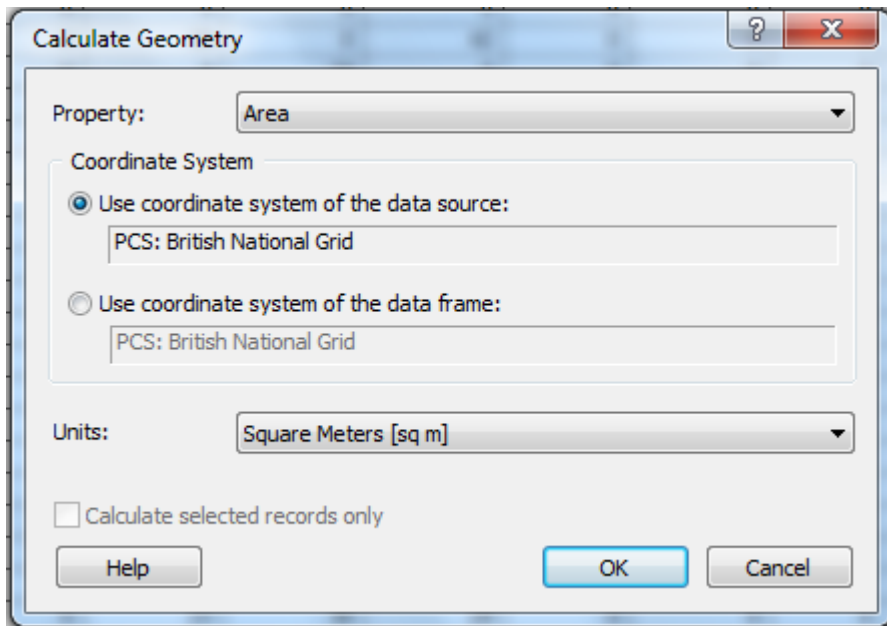 Calculate Geometry
?
X
Property:
Area
Coordinate System
Use coordinate system of the data source:
PCS: British National Grid
Use coordinate system of the data frame:
PCS: British National Grid
Units:
Square Meters [sq m]
Calculate selected records only
Help
OK
Cancel